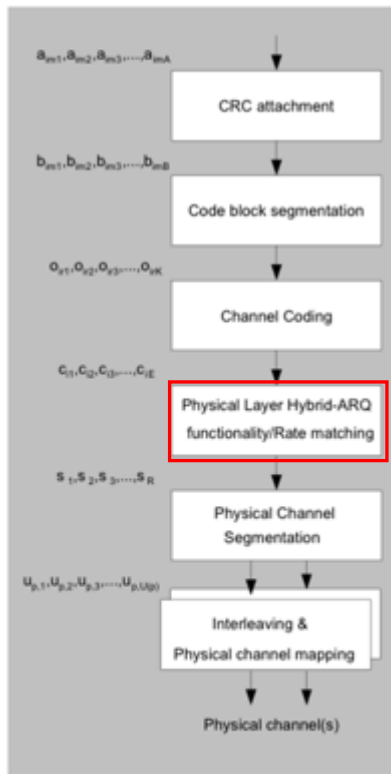 a_im1,a_im2,a_im3,...,a_imA
CRC attachment
b_im1,b_im2,b_im3,...,b_imB
Code block segmentation
o_ir1,o_ir2,o_ir3,...,o_irK
Channel Coding
c_i1,c_i2,c_i3,...,c_iE
Physical Layer Hybrid-ARQ
functionality/Rate matching
s_1,s_2,s_3,...,s_R
Physical Channel
Segmentation
u_p,1,u_p,2,u_p,3,...,u_p,U(p)
Interleaving &
Physical channel mapping
Physical channel(s)